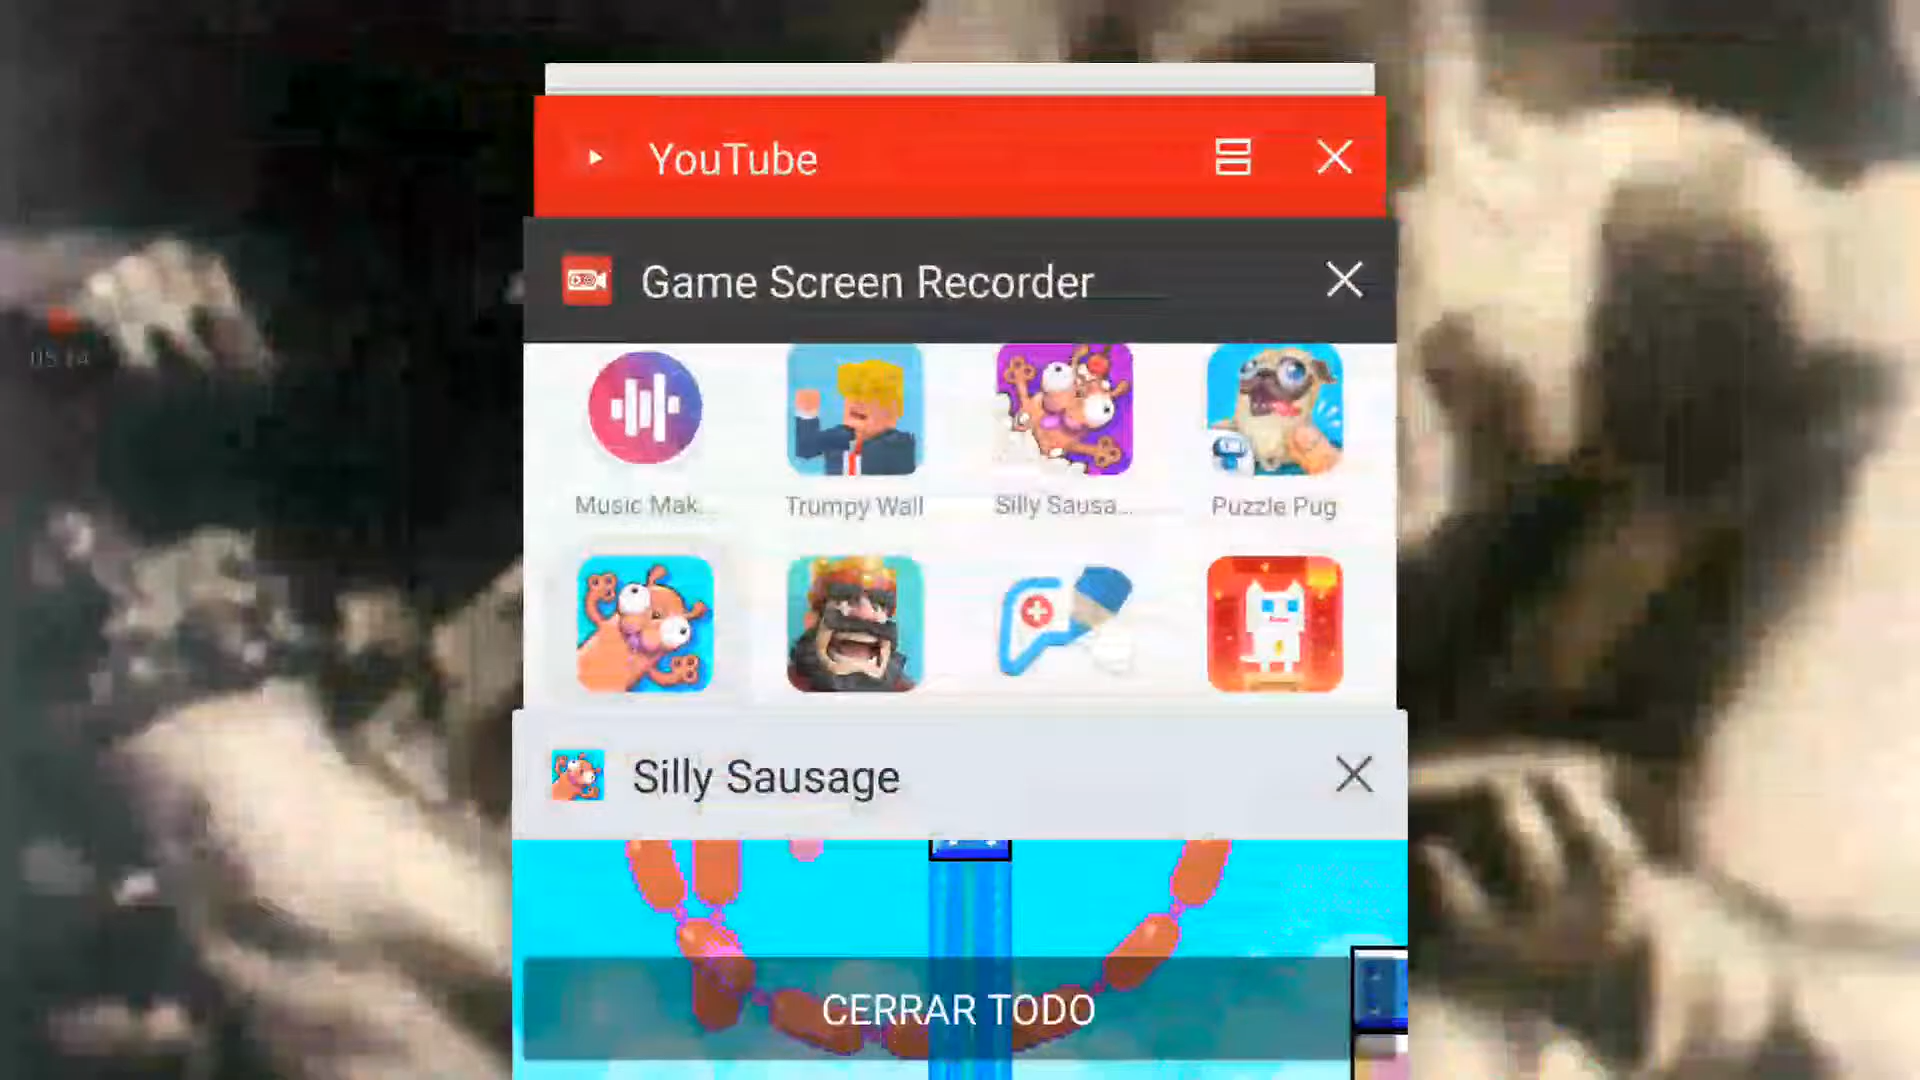 YouTube
Game Screen Recorder
Music Mak...
Trumpy Wall
Silly Sausa...
Puzzle Pug
Silly Sausage
CERRAR TODO